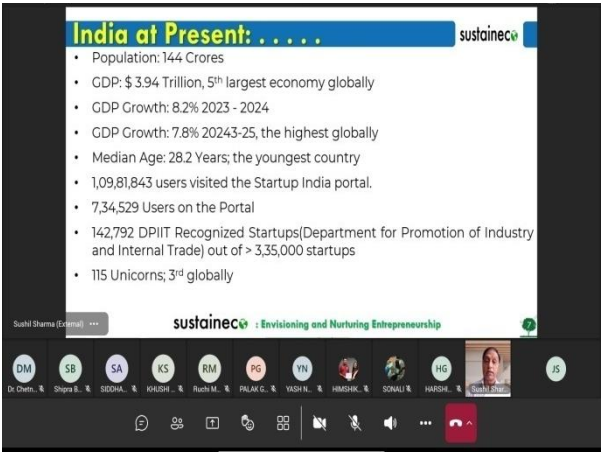 India at Present: . . . . .
sustaineco
• Population: 144 Crores
• GDP: $ 3.94 Trillion, 5th largest economy globally
• GDP Growth: 8.2% 2023 - 2024
• GDP Growth: 7.8% 20243-25, the highest globally
• Median Age: 28.2 Years; the youngest country
• 1,09,81,843 users visited the Startup India portal.
• 7,34,529 Users on the Portal
• 142,792 DPIIT Recognized Startups(Department for Promotion of Industry
and Internal Trade) out of > 3,35,000 startups
• 115 Unicorns; 3rd globally
Sushil Sharma (External) •••
sustaineco : Envisioning and Nurturing Entrepreneurship
7
DM SB SA KS RM PG YN HG JS
Dr. Chetn... Shipra B... SIDDHA... KHUSHI ... Ruchi M... PALAK G... YASH N... HIMSHIK... SONALI HARSHI... Sushil Shar...